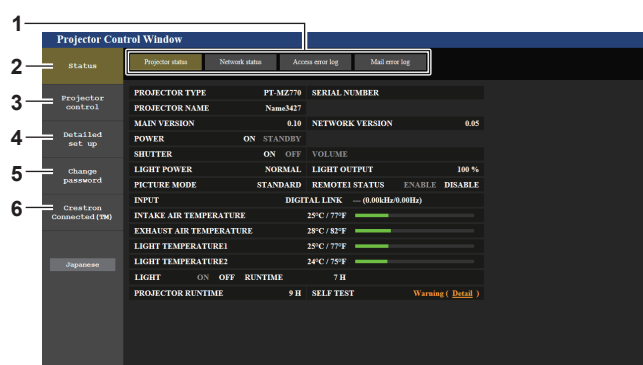 1
Projector Control Window
2
Status
Projector status Network status Access error log Mail error log
3
Projector
control
PROJECTOR TYPE PT-MZ770 SERIAL NUMBER
PROJECTOR NAME Name3427
MAIN VERSION 0.10 NETWORK VERSION 0.05
4
Detailed
set up
POWER ON STANDBY
SHUTTER ON OFF VOLUME
5
Change
password
LIGHT POWER NORMAL LIGHT OUTPUT 100 %
PICTURE MODE STANDARD REMOTE1 STATUS ENABLE DISABLE
6
Crestron
Connected(TM)
INPUT DIGITAL LINK --- (0.00kHz/0.00Hz)
INTAKE AIR TEMPERATURE 25°C / 77°F
EXHAUST AIR TEMPERATURE 28°C / 82°F
LIGHT TEMPERATURE1 25°C / 77°F
LIGHT TEMPERATURE2 24°C / 75°F
Japanese
LIGHT ON OFF RUNTIME 7 H
PROJECTOR RUNTIME 9 H SELF TEST Warning ( Detail )